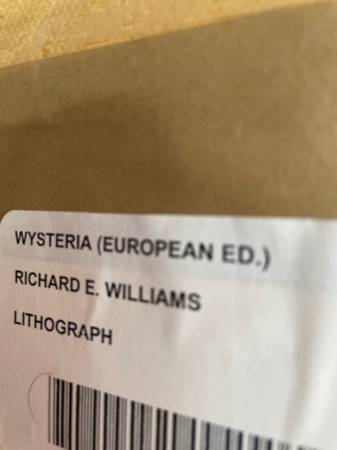 WYSTERIA (EUROPEAN ED.)
RICHARD E. WILLIAMS
LITHOGRAPH